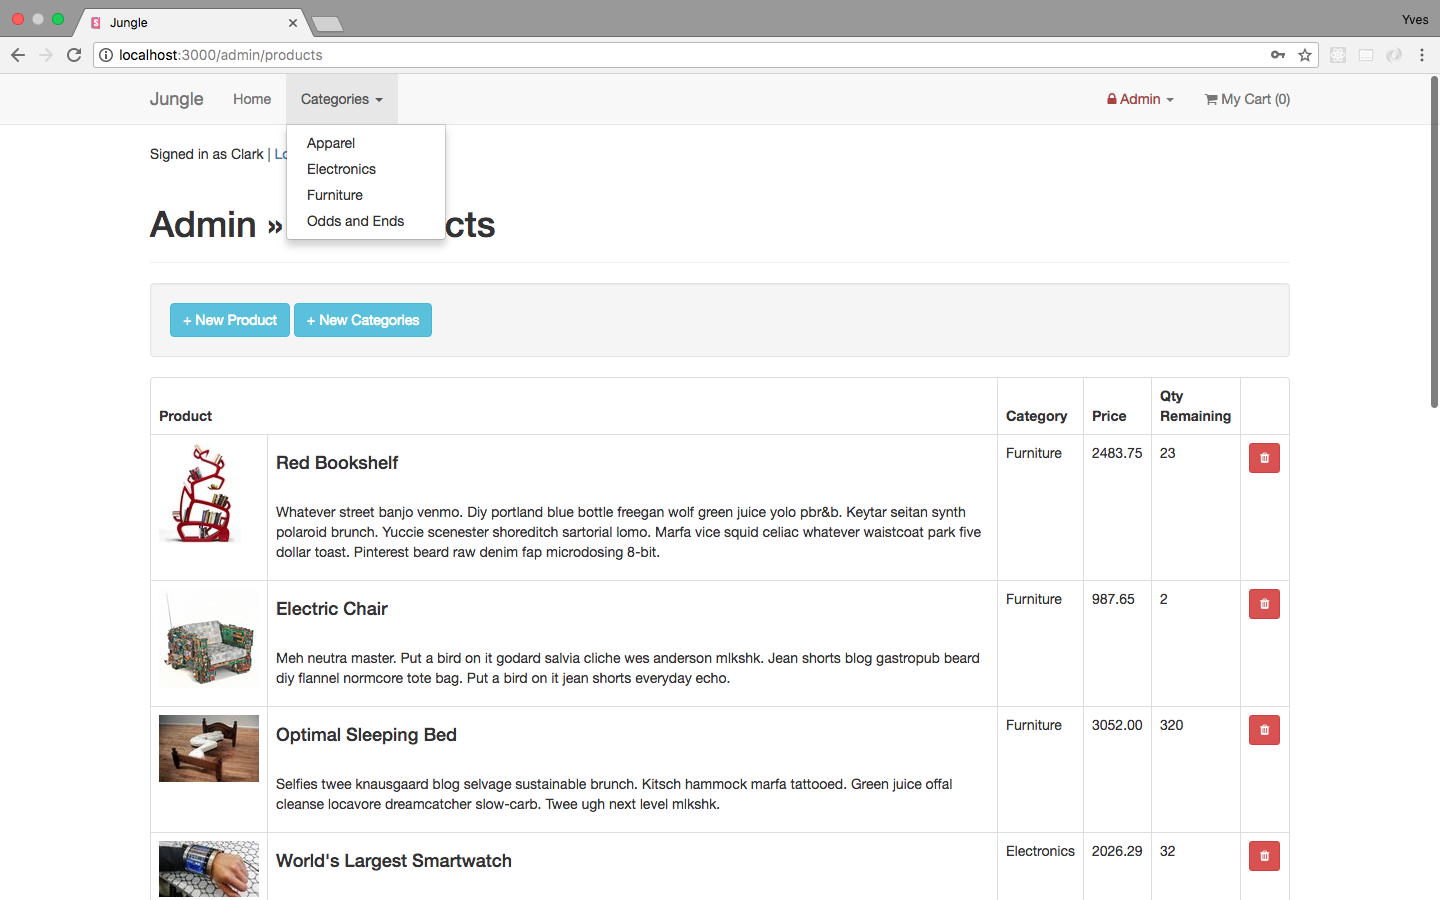 Jungle
Yves
localhost:3000/admin/products
Jungle Home Categories Admin My Cart (0)
Apparel
Signed in as Clark | Lo
Electronics
Furniture
Odds and Ends
Admin » cts
+ New Product + New Categories
Product Category Price Qty Remaining
Red Bookshelf Furniture 2483.75 23
Whatever street banjo venmo. Diy portland blue bottle freegan wolf green juice yolo pbr&b. Keytar seitan synth
polaroid brunch. Yuccie scenester shoreditch sartorial lomo. Marfa vice squid celiac whatever waistcoat park five
dollar toast. Pinterest beard raw denim fap microdosing 8-bit.
Electric Chair Furniture 987.65 2
Meh neutra master. Put a bird on it godard salvia cliche wes anderson mlkshk. Jean shorts blog gastropub beard
diy flannel normcore tote bag. Put a bird on it jean shorts everyday echo.
Optimal Sleeping Bed Furniture 3052.00 320
Selfies twee knausgaard blog selvage sustainable brunch. Kitsch hammock marfa tattooed. Green juice offal
cleanse locavore dreamcatcher slow-carb. Twee ugh next level mlkshk.
World's Largest Smartwatch Electronics 2026.29 32